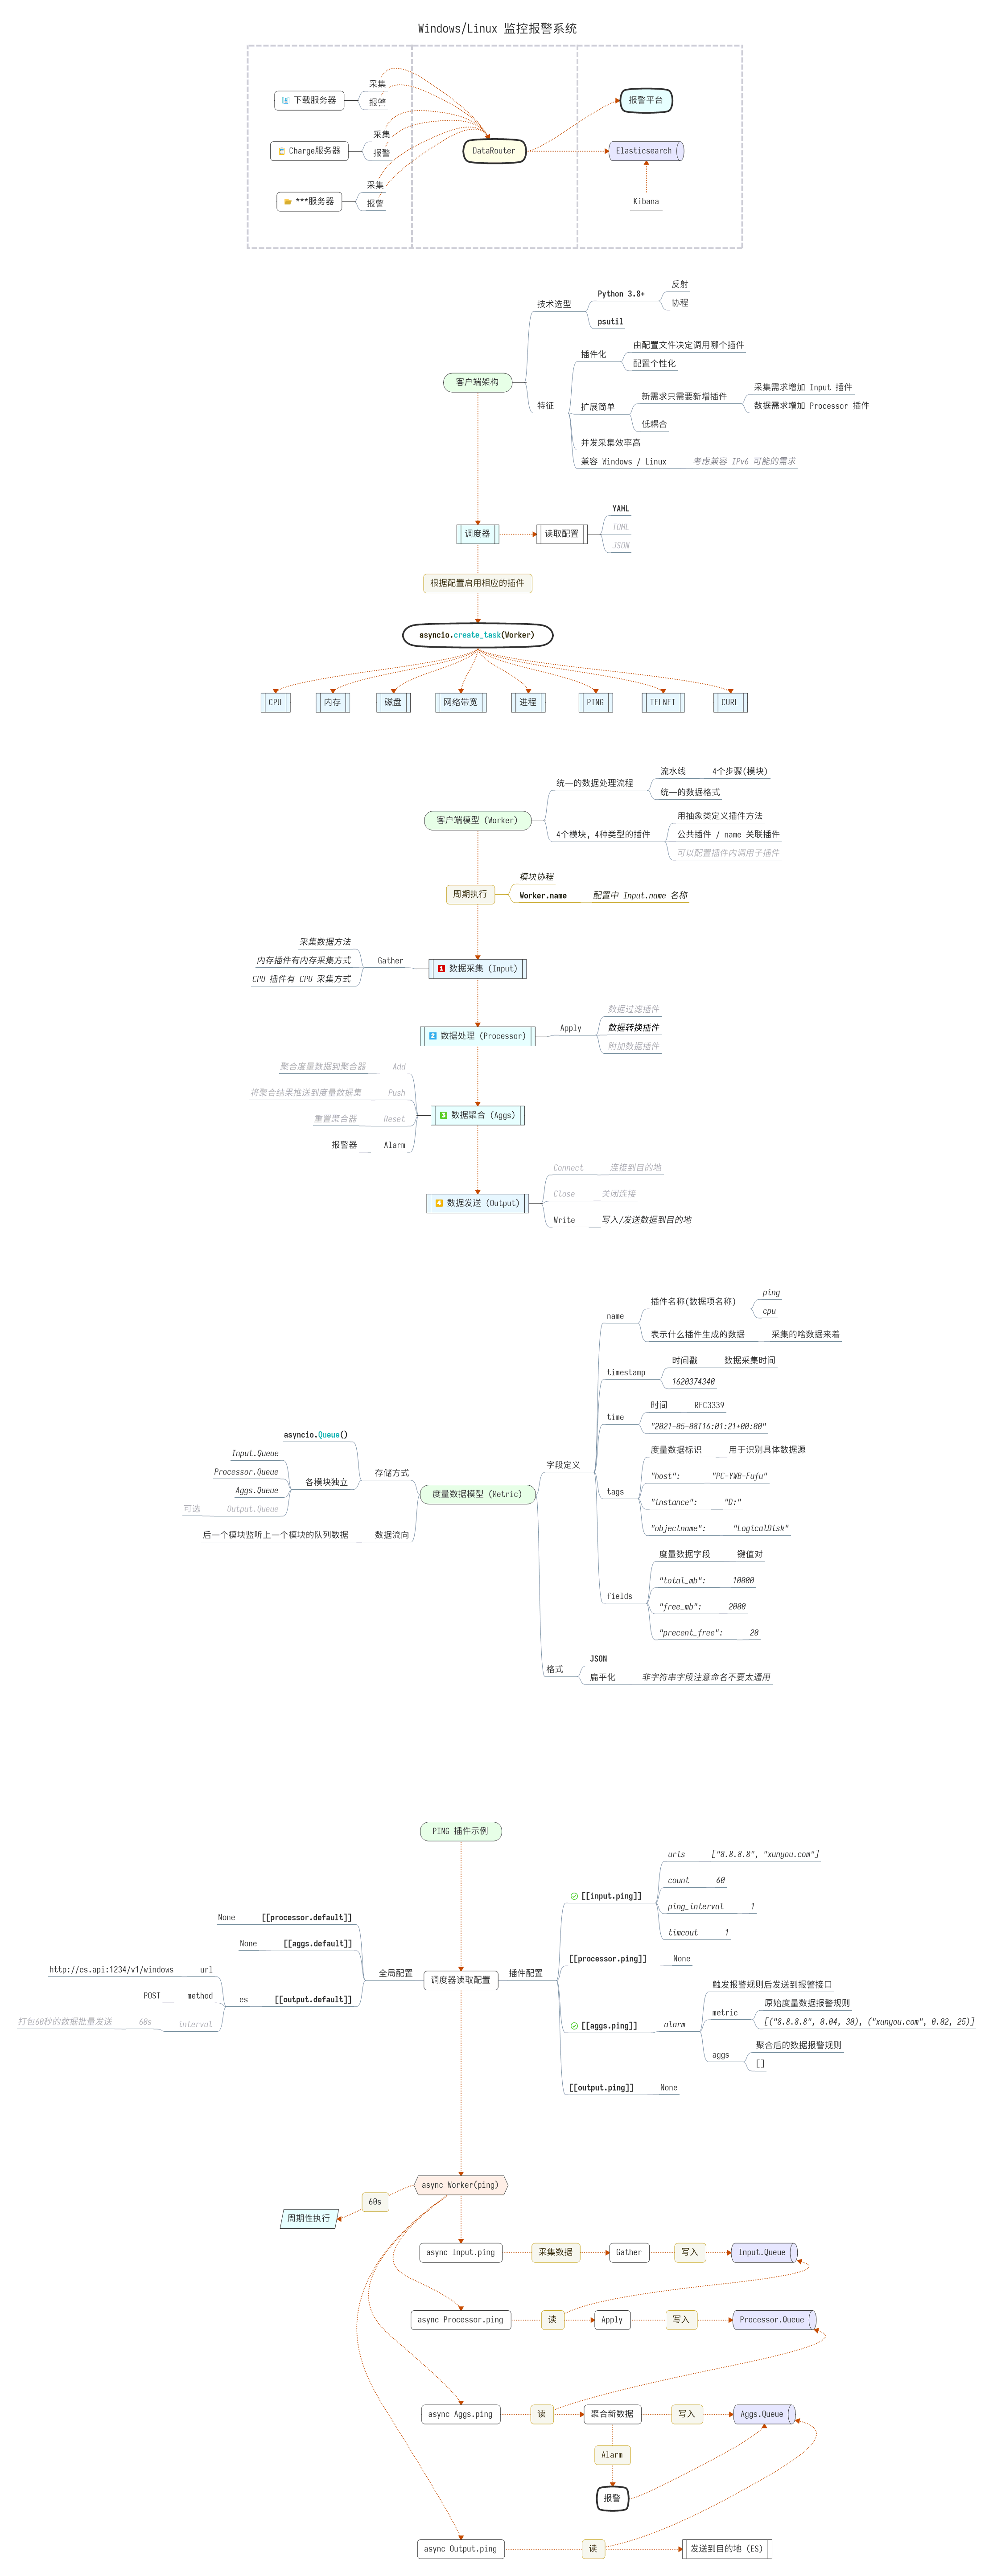 Windows/Linux 监控报警系统
下载服务器
采集
报警
Charge服务器
采集
报警
***服务器
采集
报警
DataRouter
报警平台
Elasticsearch
Kibana
客户端架构
技术选型
Python 3.8+
反射
协程
psutil
特征
插件化
由配置文件决定调用哪个插件
配置个性化
扩展简单
新需求只需要新增插件
采集需求增加 Input 插件
数据需求增加 Processor 插件
低耦合
并发采集效率高
兼容 Windows / Linux
考虑兼容 IPv6 可能的需求
调度器
读取配置
YAHL
TOML
JSON
根据配置启用相应的插件
asyncio.create_task(Worker)
CPU
内存
磁盘
网络带宽
进程
PING
TELNET
CURL
客户端模型 (Worker)
统一的数据处理流程
流水线
4个步骤(模块)
统一的数据格式
4个模块, 4种类型的插件
用抽象类定义插件方法
公共插件 / name 关联插件
可以配置插件内调用子插件
周期执行
模块协程
Worker.name
配置中 Input.name 名称
采集数据方法
内存插件有内存采集方式
CPU 插件有 CPU 采集方式
Gather
1 数据采集 (Input)
2 数据处理 (Processor)
Apply
数据过滤插件
数据转换插件
附加数据插件
聚合度量数据到聚合器
Add
将聚合结果推送到度量数据集
Push
重置聚合器
Reset
报警器
Alarm
3 数据聚合 (Aggs)
4 数据发送 (Output)
Connect
连接到目的地
Close
关闭连接
Write
写入/发送数据到目的地
度量数据模型 (Metric)
存储方式
asyncio.Queue()
各模块独立
Input.Queue
Processor.Queue
Aggs.Queue
可选
Output.Queue
后一个模块监听上一个模块的队列数据
数据流向
字段定义
name
插件名称(数据项名称)
ping
cpu
表示什么插件生成的数据
采集的啥数据来着
timestamp
时间戳
数据采集时间
1620374340
time
时间
RFC3339
"2021-05-08T16:01:21+00:00"
tags
度量数据标识
用于识别具体数据源
"host":
"PC-YWB-Fufu"
"instance":
"D:"
"objectname":
"LogicalDisk"
fields
度量数据字段
键值对
"total_mb":
10000
"free_mb":
2000
"precent_free":
20
格式
JSON
扁平化
非字符串字段注意命名不要太通用
PING 插件示例
调度器读取配置
全局配置
None
[[processor.default]]
None
[[aggs.default]]
[[output.default]]
es
http://es.api:1234/v1/windows
url
POST
method
打包60秒的数据批量发送
60s
interval
插件配置
[[input.ping]]
urls
["8.8.8.8", "xunyou.com"]
count
60
ping_interval
1
timeout
1
[[processor.ping]]
None
[[aggs.ping]]
alarm
触发报警规则后发送到报警接口
metric
原始度量数据报警规则
[("8.8.8.8", 0.04, 30), ("xunyou.com", 0.02, 25)]
aggs
聚合后的数据报警规则
[]
[[output.ping]]
None
async Worker(ping)
60s
周期性执行
async Input.ping
采集数据
Gather
写入
Input.Queue
async Processor.ping
读
Apply
写入
Processor.Queue
async Aggs.ping
读
聚合新数据
写入
Aggs.Queue
Alarm
报警
async Output.ping
读
发送到目的地 (ES)